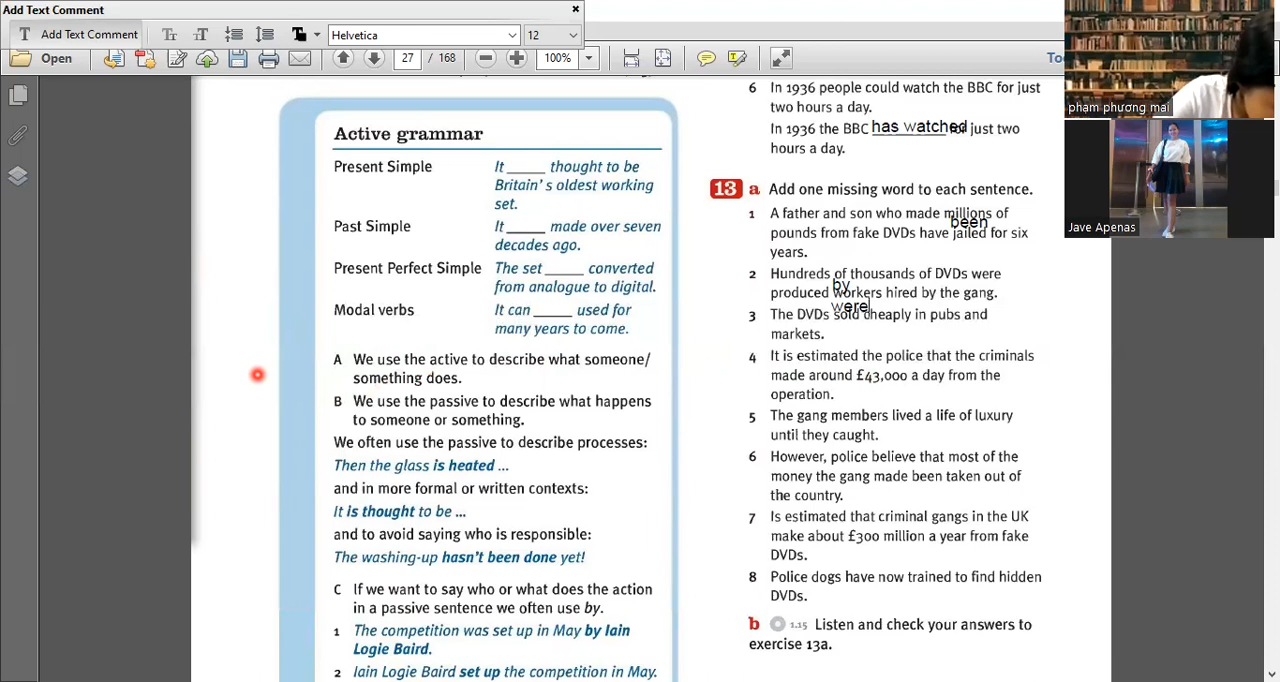 Add Text Comment
Add Text Comment
Helvetica
12
Open
27 / 168
100%
Active grammar
Present Simple
It _____ thought to be
Britain's oldest working
set.
Past Simple
It _____ made over seven
decades ago.
Present Perfect Simple
The set _____ converted
from analogue to digital.
Modal verbs
It can _____ used for
many years to come.
A We use the active to describe what someone/
something does.
B We use the passive to describe what happens
to someone or something.
We often use the passive to describe processes:
Then the glass is heated ...
and in more formal or written contexts:
It is thought to be ...
and to avoid saying who is responsible:
The washing-up hasn't been done yet!
C If we want to say who or what does the action
in a passive sentence we often use by.
1 The competition was set up in May by Iain
Logie Baird.
2 Iain Logie Baird set up the competition in May.
6 In 1936 people could watch the BBC for just
two hours a day.
In 1936 the BBC has watched for just two
hours a day.
13 a Add one missing word to each sentence.
1 A father and son who made millions of
been
pounds from fake DVDs have jailed for six
years.
2 Hundreds of thousands of DVDs were
by
produced workers hired by the gang.
were
3 The DVDs sold cheaply in pubs and
markets.
4 It is estimated the police that the criminals
made around £43,000 a day from the
operation.
5 The gang members lived a life of luxury
until they caught.
6 However, police believe that most of the
money the gang made been taken out of
the country.
7 Is estimated that criminal gangs in the UK
make about £300 million a year from fake
DVDs.
8 Police dogs have now trained to find hidden
DVDs.
b 1.15 Listen and check your answers to
exercise 13a.
phạm phương mai
Jave Apenas